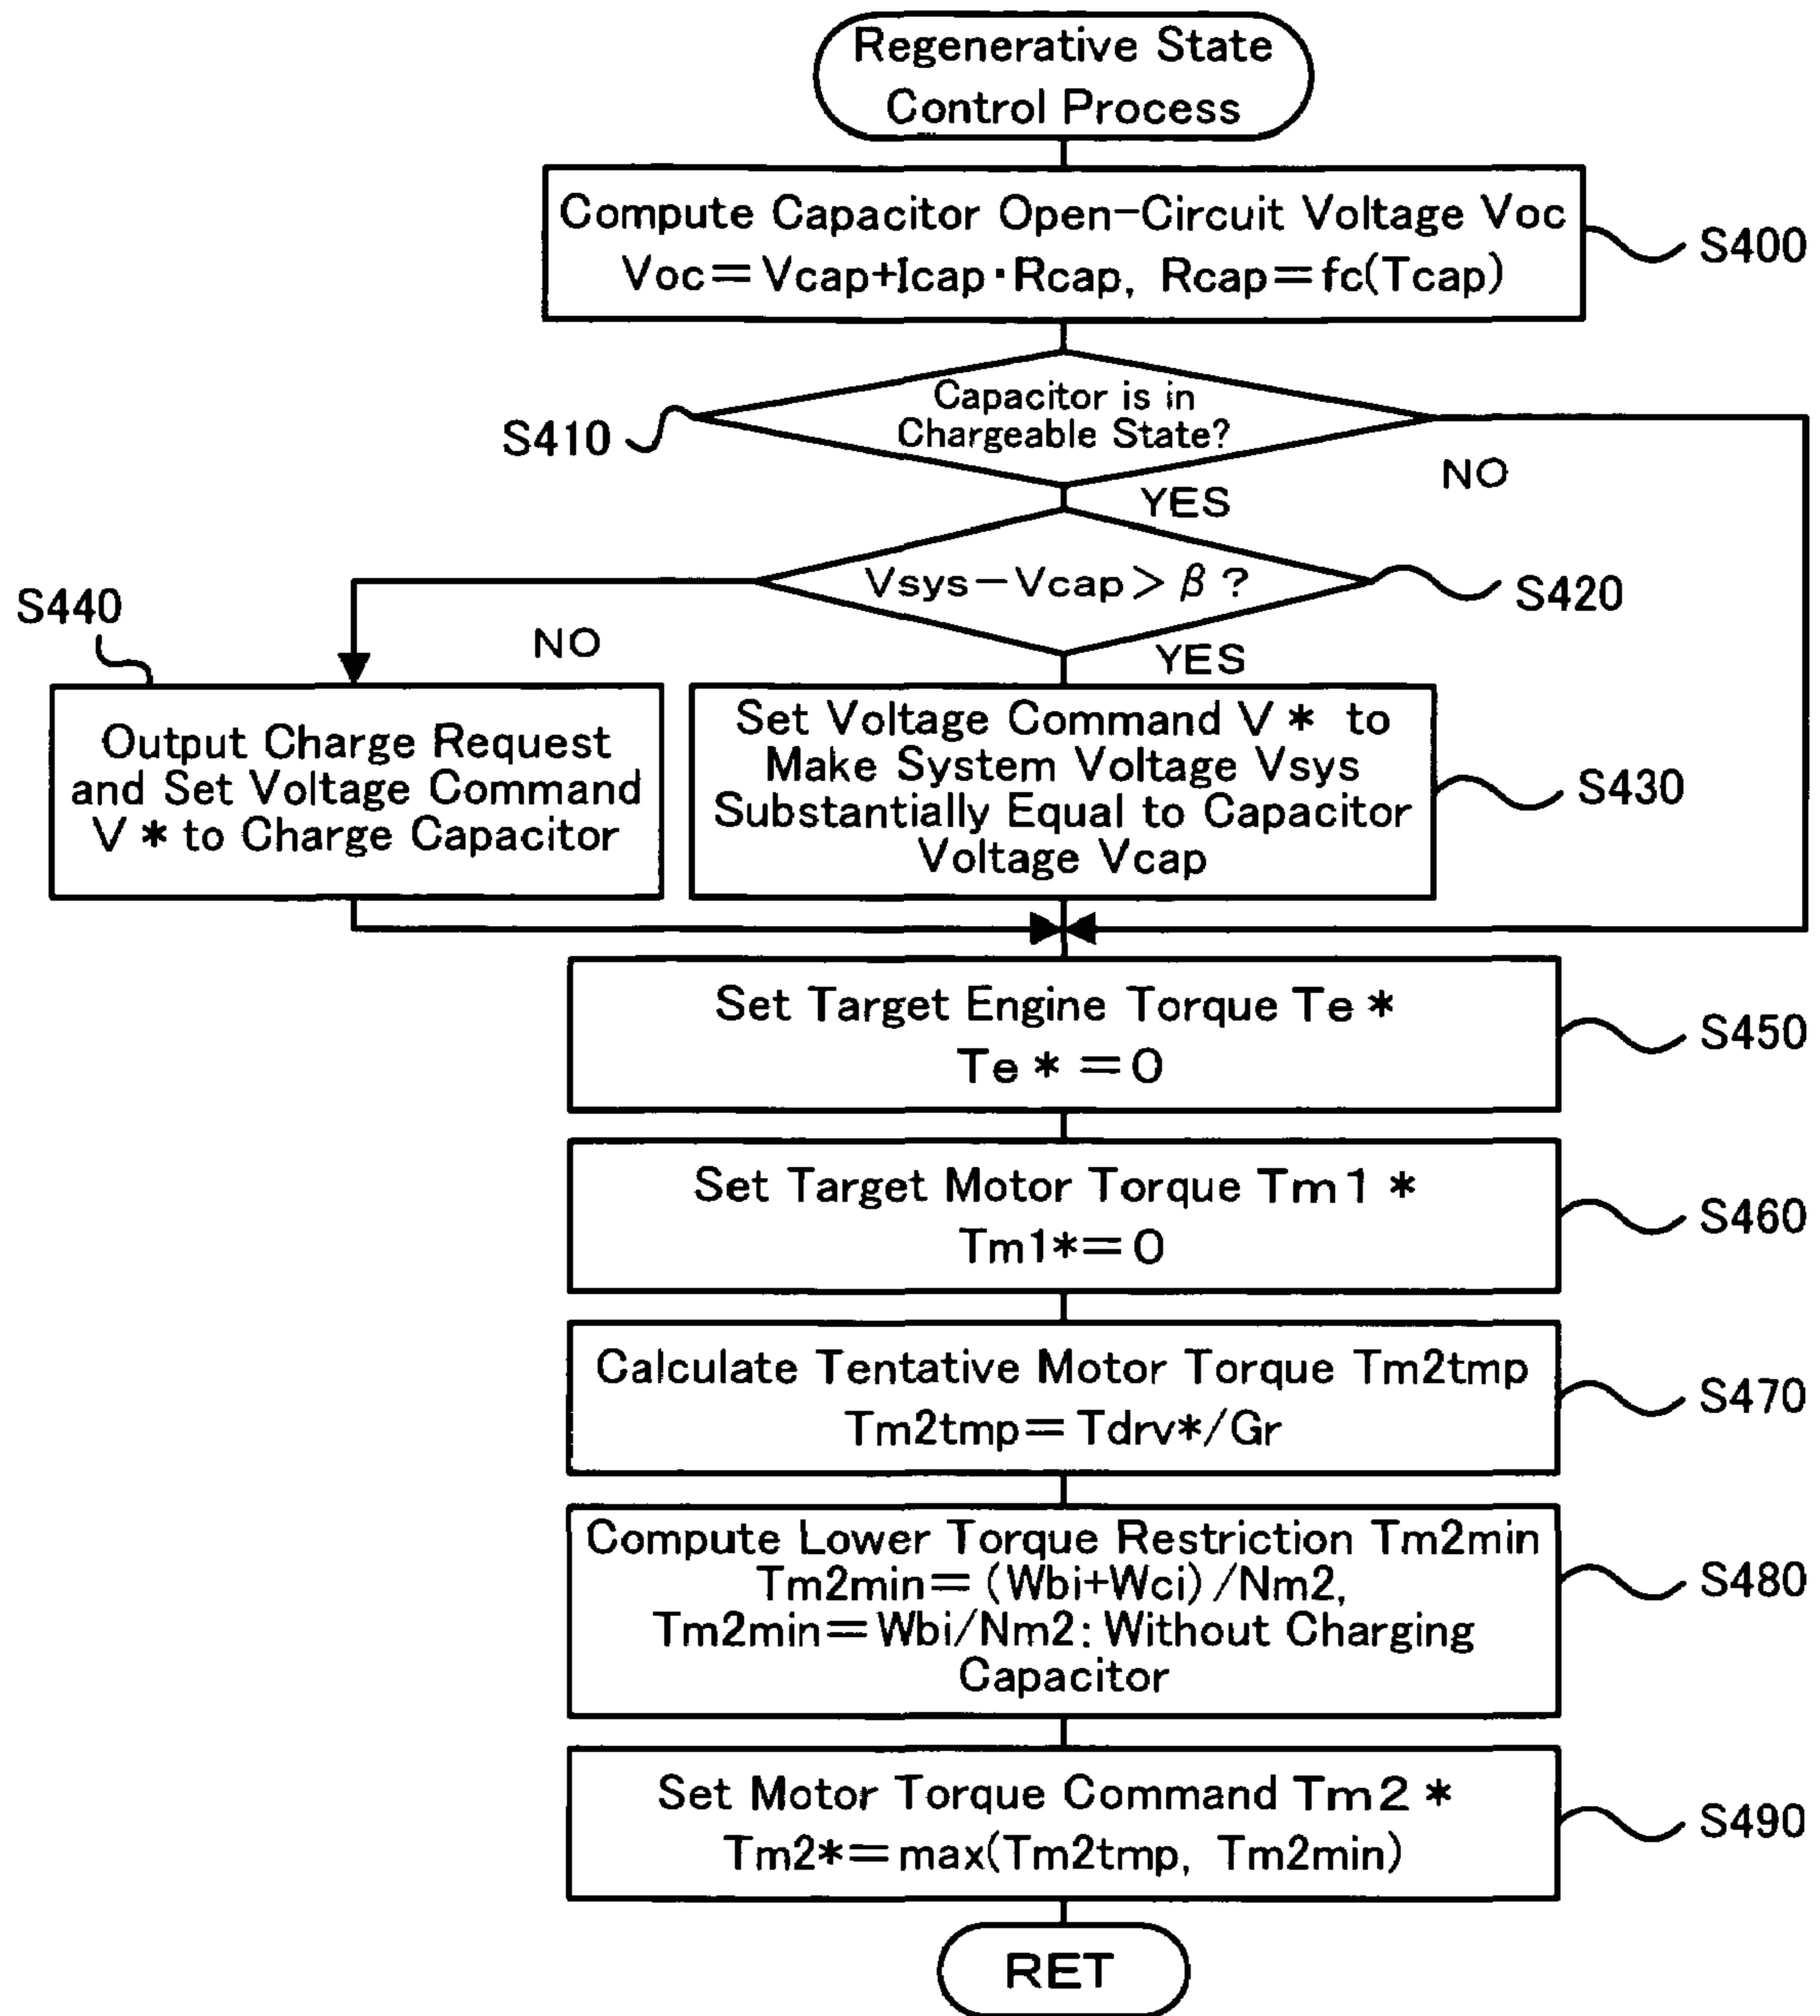 Regenerative State
Control Process
Compute Capacitor Open-Circuit Voltage Voc
Voc=Vcap+Icap·Rcap, Rcap=fc(Tcap)
S400
Capacitor is in
Chargeable State?
S410
NO
YES
Vsys-Vcap>β?
S420
S440
NO
YES
Output Charge Request
and Set Voltage Command
V* to Charge Capacitor
Set Voltage Command V* to
Make System Voltage Vsys
Substantially Equal to Capacitor
Voltage Vcap
S430
Set Target Engine Torque Te*
Te*=0
S450
Set Target Motor Torque Tm1*
Tm1*=0
S460
Calculate Tentative Motor Torque Tm2tmp
Tm2tmp=Tdrv*/Gr
S470
Compute Lower Torque Restriction Tm2min
Tm2min=(Wbi+Wci)/Nm2,
Tm2min=Wbi/Nm2: Without Charging
Capacitor
S480
Set Motor Torque Command Tm2*
Tm2*=max(Tm2tmp, Tm2min)
S490
RET